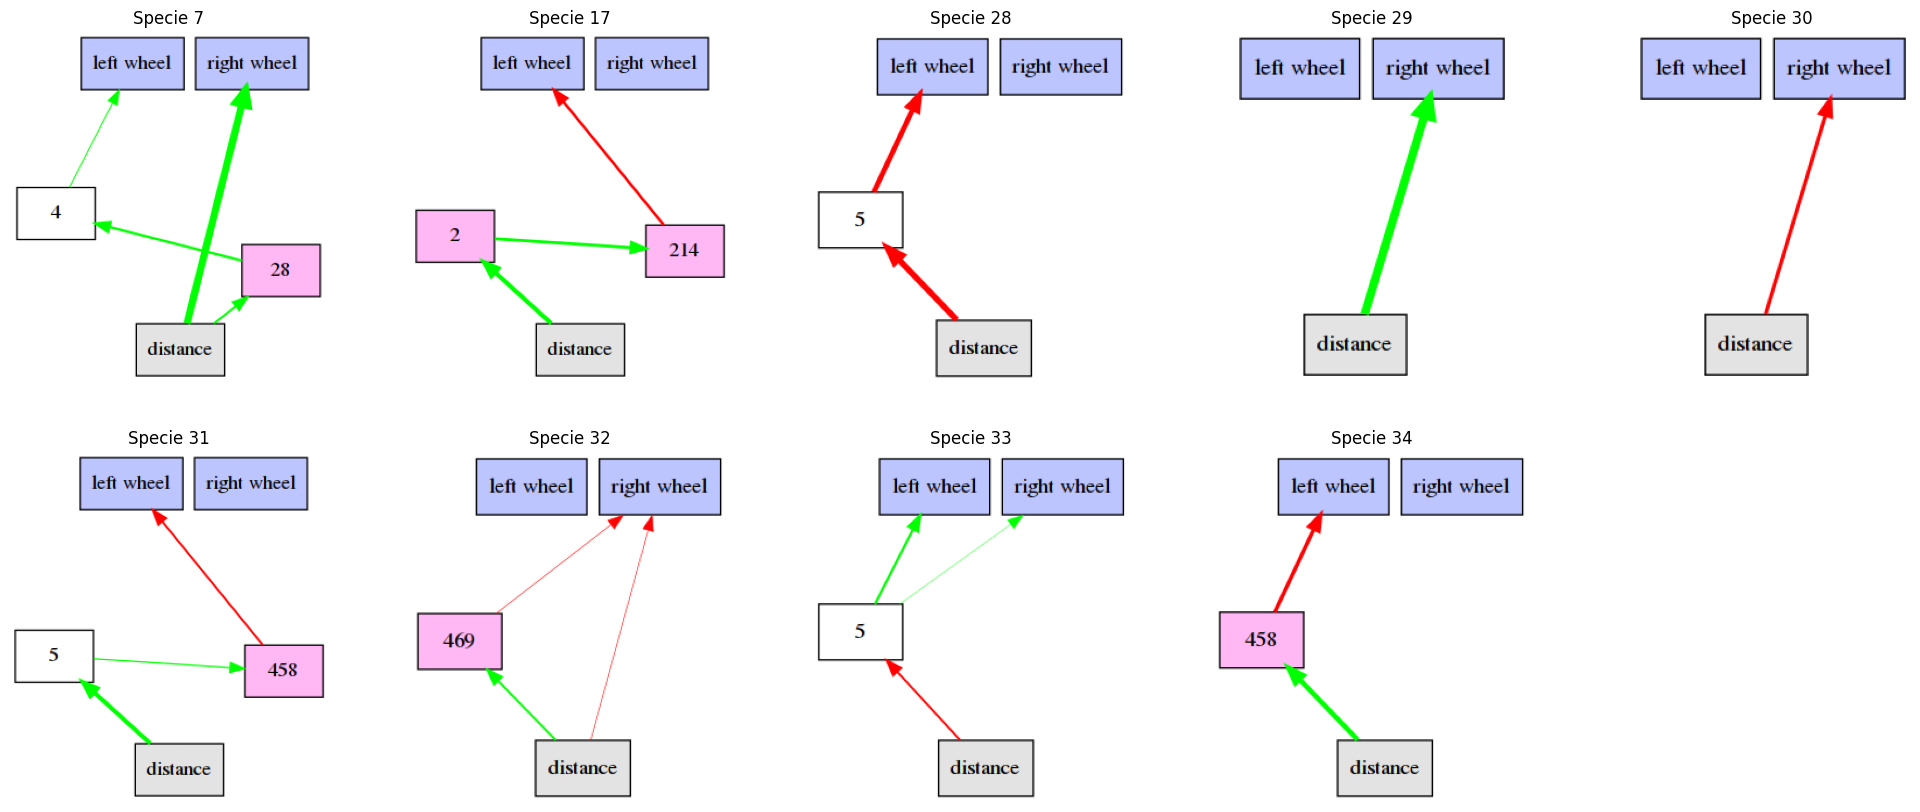 Specie 7
left wheel
right wheel
4
28
distance
Specie 17
left wheel
right wheel
2
214
distance
Specie 28
left wheel
right wheel
5
distance
Specie 29
left wheel
right wheel
distance
Specie 30
left wheel
right wheel
distance
Specie 31
left wheel
right wheel
5
458
distance
Specie 32
left wheel
right wheel
469
distance
Specie 33
left wheel
right wheel
5
distance
Specie 34
left wheel
right wheel
458
distance